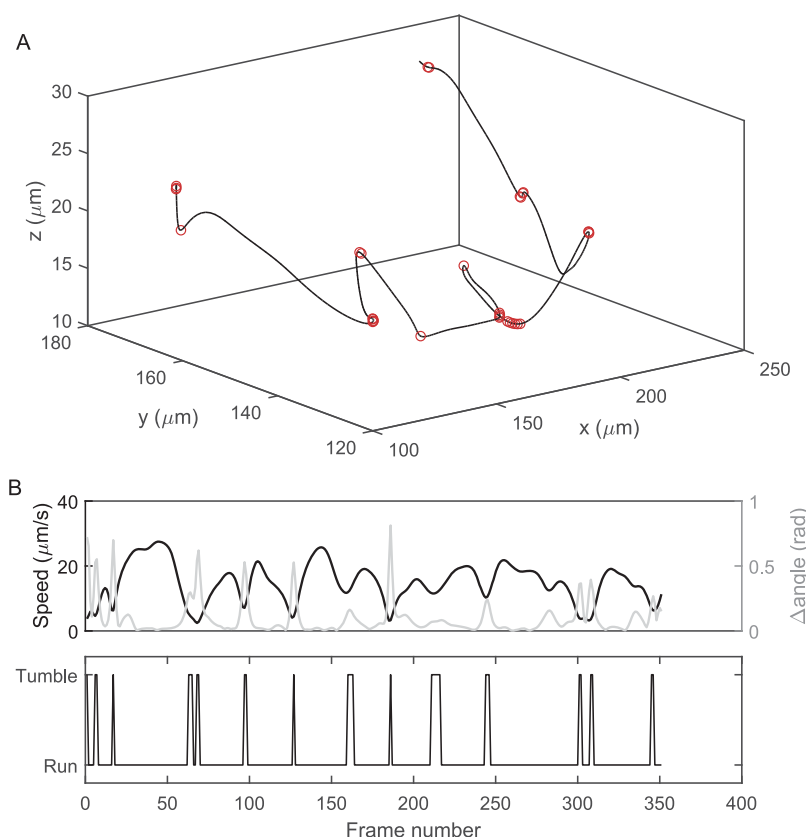 A
30
25
20
15
10
z (μm)
180
160
140
120
y (μm)
100
150
200
250
x (μm)
B
40
20
0
Speed (μm/s)
1
0.5
0
Δangle (rad)
Tumble
Run
0 50 100 150 200 250 300 350 400
Frame number